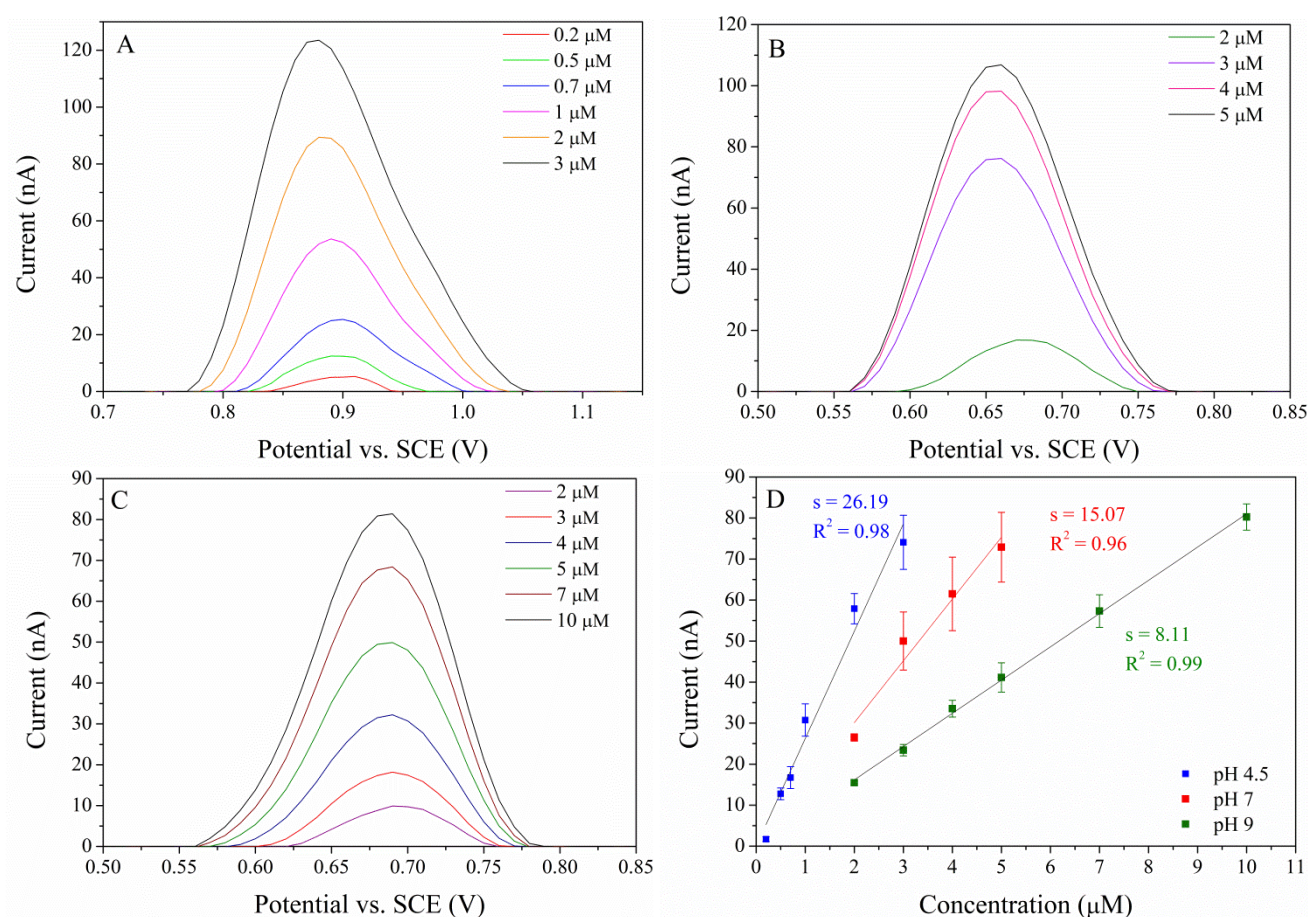 A
0.2 μM
0.5 μM
0.7 μM
1 μM
2 μM
3 μM
120
100
80
60
40
20
0
Current (nA)
0.7 0.8 0.9 1.0 1.1
Potential vs. SCE (V)
B
2 μM
3 μM
4 μM
5 μM
120
100
80
60
40
20
0
Current (nA)
0.50 0.55 0.60 0.65 0.70 0.75 0.80 0.85
Potential vs. SCE (V)
C
2 μM
3 μM
4 μM
5 μM
7 μM
10 μM
90
80
70
60
50
40
30
20
10
0
Current (nA)
0.50 0.55 0.60 0.65 0.70 0.75 0.80 0.85
Potential vs. SCE (V)
D
s = 26.19
R² = 0.98
s = 15.07
R² = 0.96
s = 8.11
R² = 0.99
pH 4.5
pH 7
pH 9
90
80
70
60
50
40
30
20
10
0
Current (nA)
0 1 2 3 4 5 6 7 8 9 10 11
Concentration (μM)